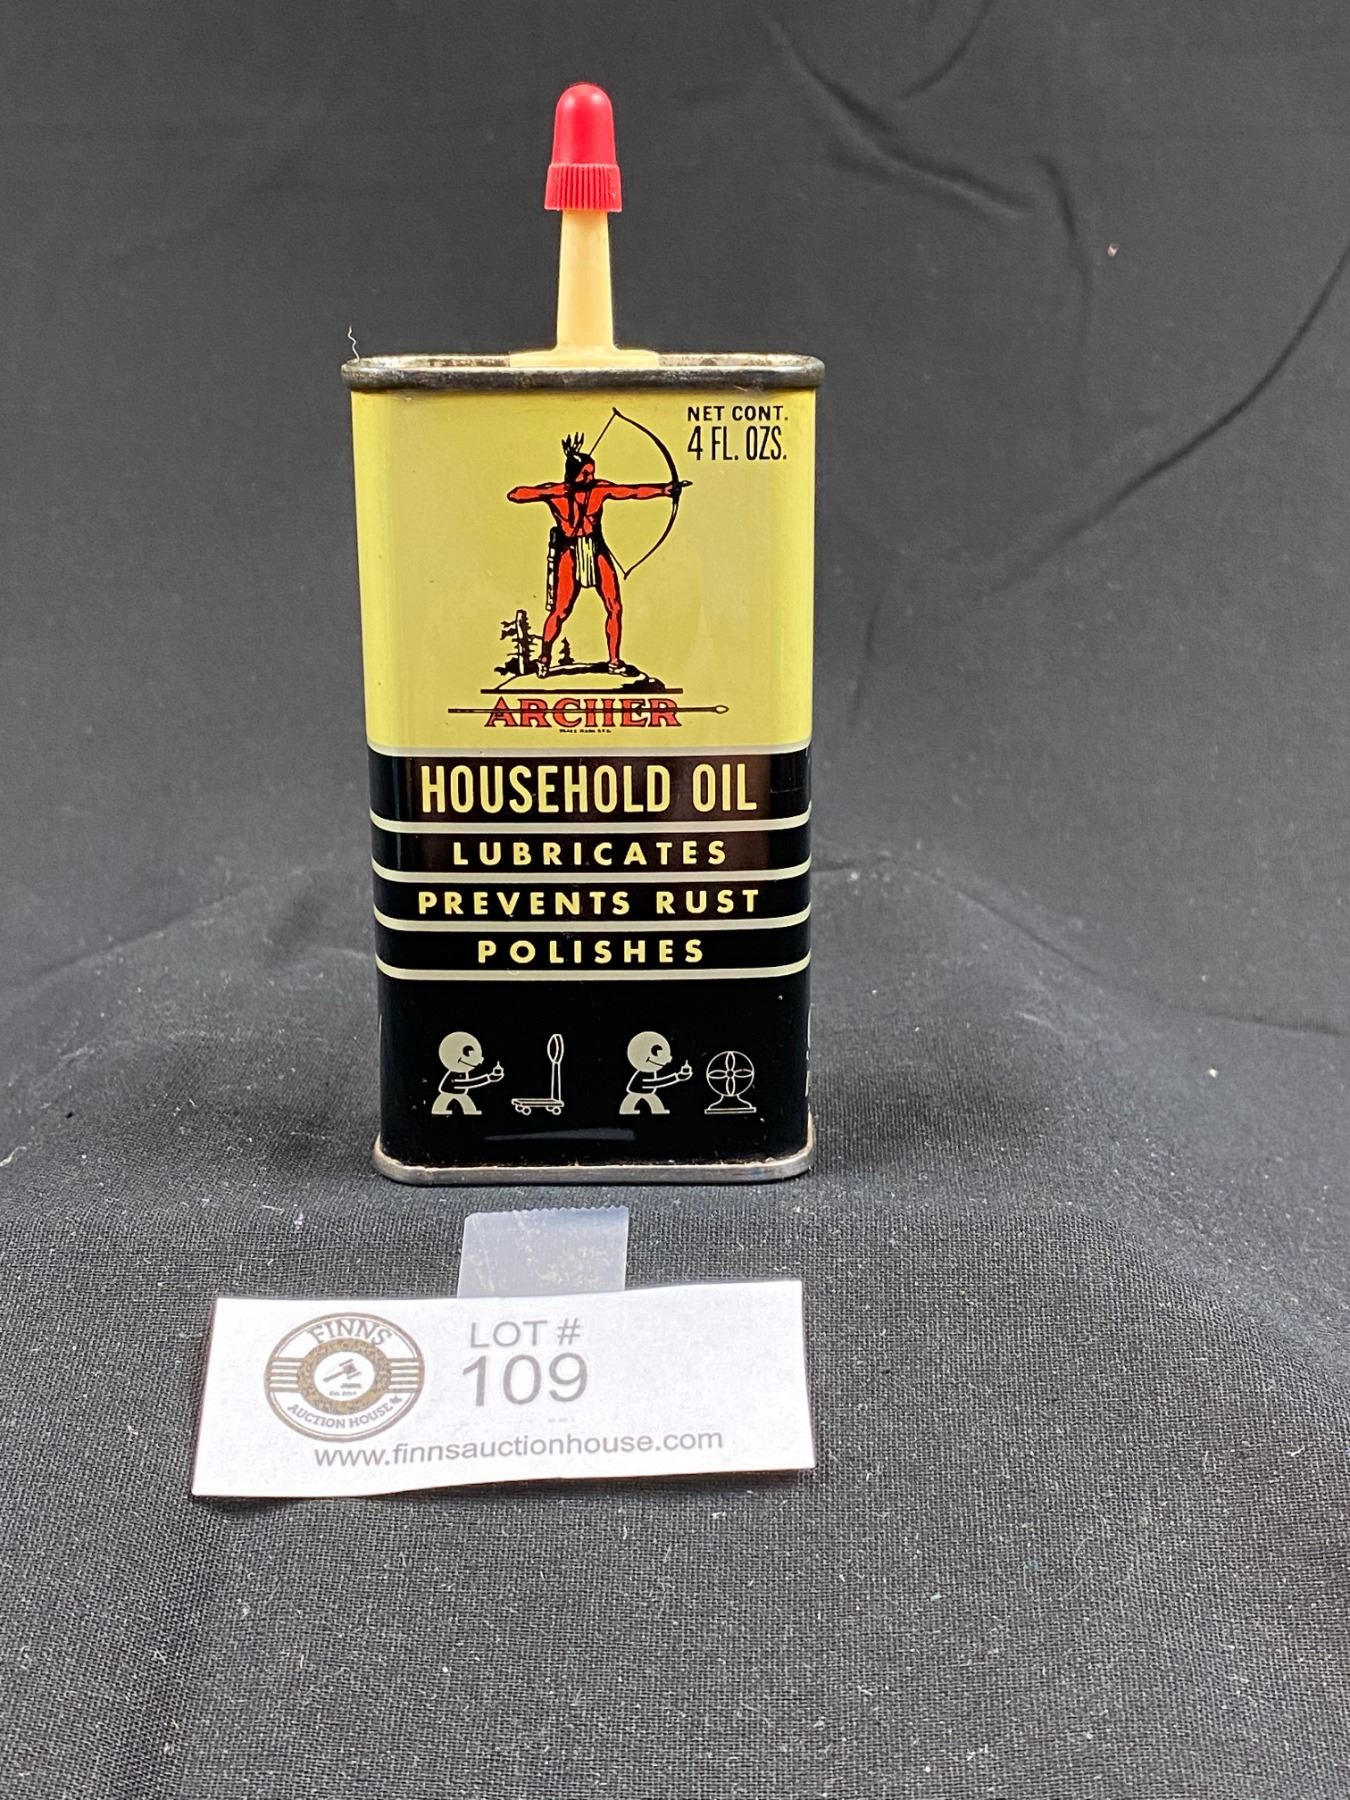 NET CONT.
4 FL. OZS.
ARCHER
HOUSEHOLD OIL
LUBRICATES
PREVENTS RUST
POLISHES
FINNS
AUCTION HOUSE
LOT #
109
www.finnsauctionhouse.com